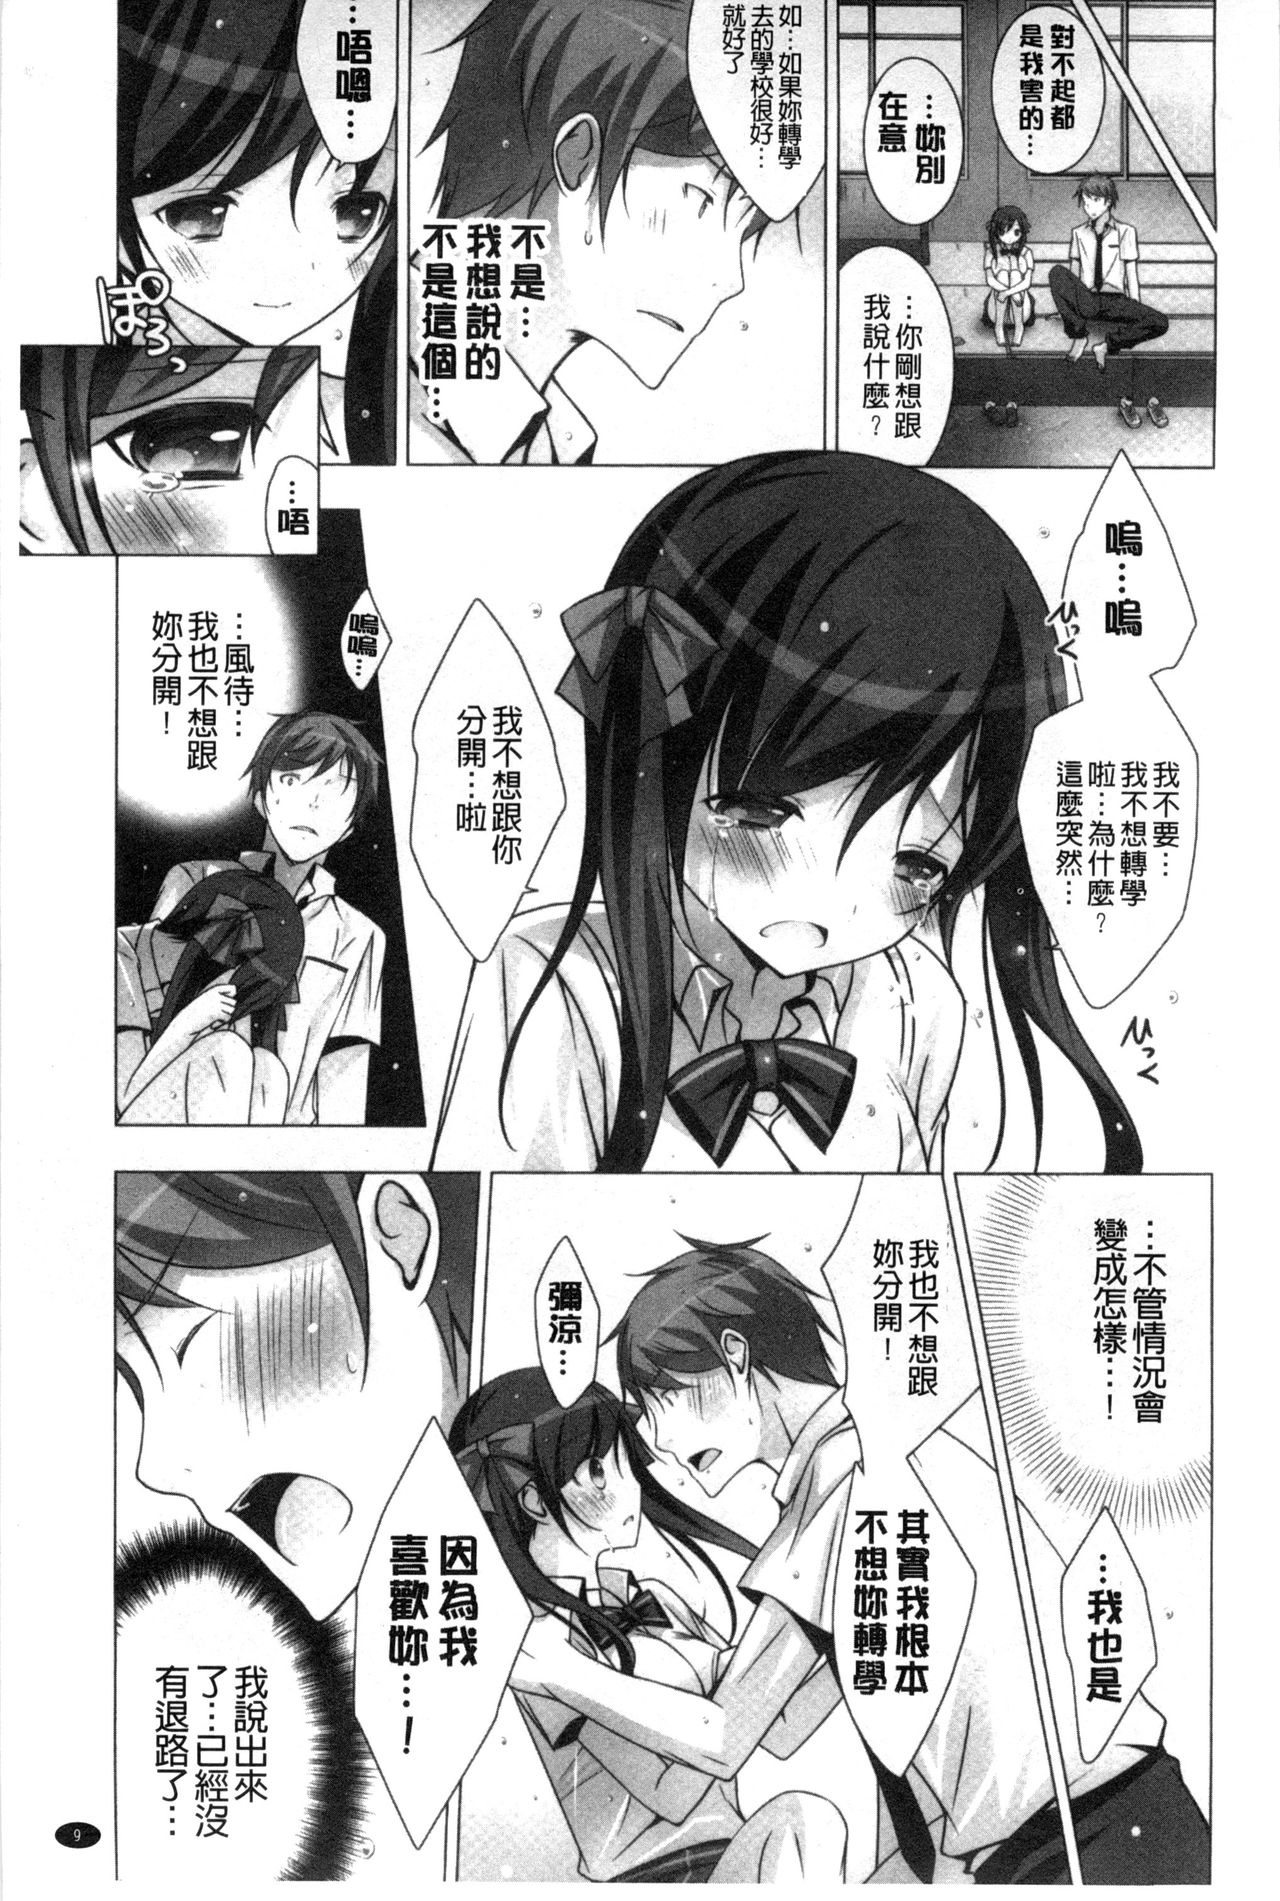 對不起都
是我害的…
…妳別
在意
…你剛想跟
我說什麼？
如…如果妳轉學
去的學校很好…
就好了
不是…
我想說的
不是這個…
…唔嗯…
ぽろっ
…唔
嗚…嗚
ひっく
我不要…
我不想轉學
啦…為什麼？
這麼突然…
ひっく
我不想跟你
分開…啦
嗚嗚…
…風待…
我也不想跟
妳分開！
…不管情況會
變成怎樣…！
…我也是
我也不想跟
妳分開！
其實我根本
不想妳轉學
彌涼…
因為我
喜歡妳…！
我說出來
了…已經沒
有退路了…
9